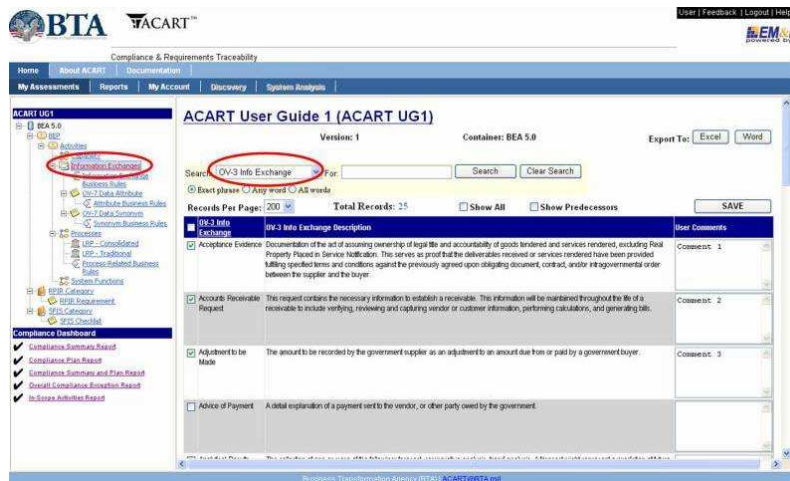 User | Feedback | Logout | Help
BTA
ACART™
EM&
powered by
Compliance & Requirements Traceability
Home
About ACART
Documentation
My Assessments
Reports
My Account
Discovery
System Analysis
ACART UG1
BEA 5.0
BEP
Activities
Information Exchanges
Business Rules
OV-7 Data Attribute
Attribute Business Rules
OV-7 Data Synonym
Synonym Business Rules
Processes
LRP - Consolidated
LRP - Traditional
Process-Related Business
Rules
System Functions
RFIR Category
RFIR Requirement
SFIS Category
SFIS Checklist
Compliance Dashboard
Compliance Summary Report
Compliance Plan Report
Compliance Summary and Plan Report
Overall Compliance Exception Report
In-Scope Activities Report
ACART User Guide 1 (ACART UG1)
Version: 1
Container: BEA 5.0
Export To:
Excel
Word
Search
OV-3 Info Exchange
For:
Search
Clear Search
Exact phrase
Any word
All words
Records Per Page:
200
Total Records: 25
Show All
Show Predecessors
SAVE
OV-3 Info
Exchange
OV-3 Info Exchange Description
User Comments
Acceptance Evidence
Documentation of the act of assuming ownership of legal title and accountability of goods tendered and services rendered, excluding Real
Property Placed in Service Notification. This serves as proof that the deliverables received or services rendered have been provided
fulfilling specified terms and conditions against the previously agreed upon obligating document, contract, and/or intragovernmental order
between the supplier and the buyer.
Comment 1
Accounts Receivable
Request
This request contains the necessary information to establish a receivable. This information will be maintained throughout the life of a
receivable to include verifying, reviewing and capturing vendor or customer information, performing calculations, and generating bills.
Comment 2
Adjustment to be
Made
The amount to be recorded by the government supplier as an adjustment to an amount due from or paid by a government buyer.
Comment 3
Advice of Payment
A detail explanation of a payment sent to the vendor, or other party owed by the government.
Business Transformation Agency (BTA) ACART@BTA.mil